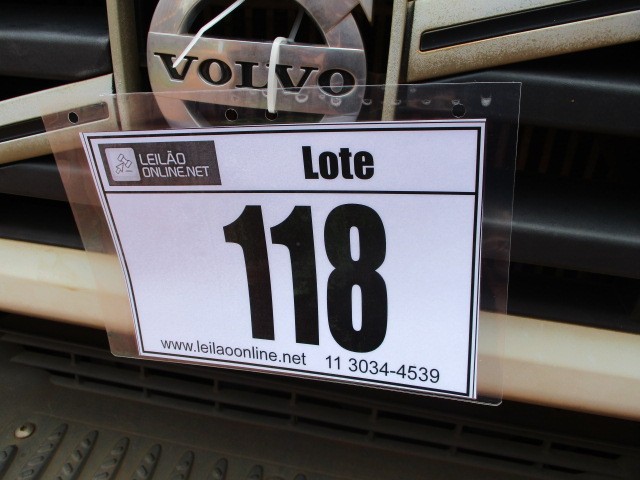 VOLVO
LEILÃO
ONLINE.NET
Lote
118
www.leilaoonline.net 11 3034-4539